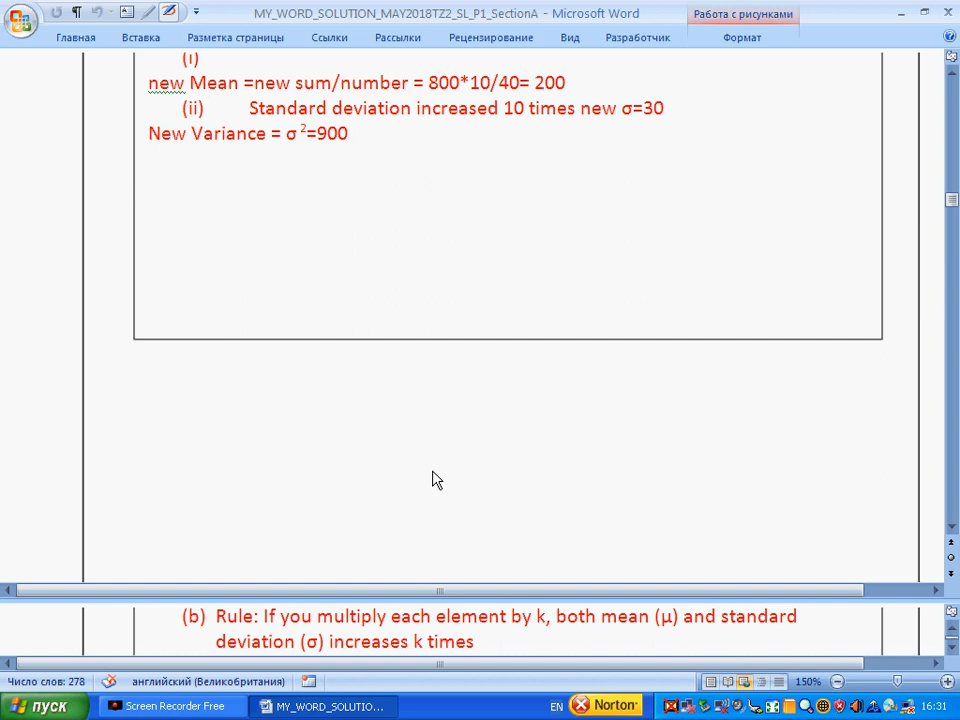 MY_WORD_SOLUTION_MAY2018TZ2_SL_P1_SectionA - Microsoft Word
Работа с рисунками
Главная Вставка Разметка страницы Ссылки Рассылки Рецензирование Вид Разработчик Формат
(i)
new Mean =new sum/number = 800*10/40= 200
(ii) Standard deviation increased 10 times new σ=30
New Variance = σ²=900
(b) Rule: If you multiply each element by k, both mean (μ) and standard
deviation (σ) increases k times
Число слов: 278 английский (Великобритания) 150%
пуск Screen Recorder Free MY_WORD_SOLUTIO... EN Norton 16:31